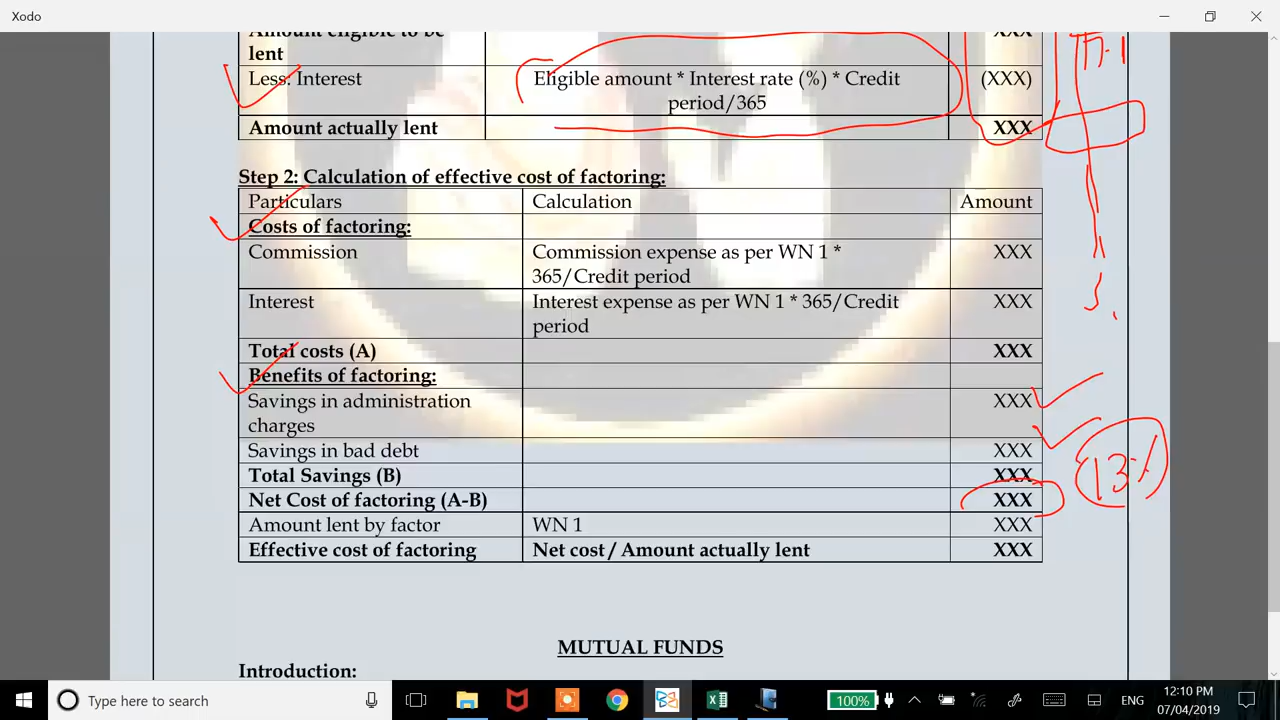 Xodo
Amount eligible to be XXX
lent
Less: Interest Eligible amount * Interest rate (%) * Credit (XXX)
period/365
Amount actually lent XXX
Step 2: Calculation of effective cost of factoring:
Particulars Calculation Amount
Costs of factoring:
Commission Commission expense as per WN 1 * XXX
365/Credit period
Interest Interest expense as per WN 1 * 365/Credit XXX
period
Total costs (A) XXX
Benefits of factoring:
Savings in administration XXX
charges
Savings in bad debt XXX
Total Savings (B) XXX
Net Cost of factoring (A-B) XXX
13%
Amount lent by factor WN 1 XXX
Effective cost of factoring Net cost / Amount actually lent XXX
MUTUAL FUNDS
Introduction:
Type here to search
100%
ENG
12:10 PM
07/04/2019